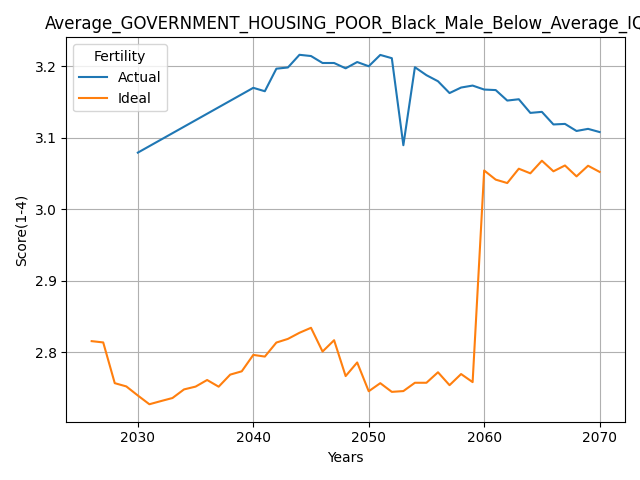 Average_GOVERNMENT_HOUSING_POOR_Black_Male_Below_Average_IQ
Fertility
Actual
Ideal
3.2
3.1
3.0
2.9
2.8
Score(1-4)
2030 2040 2050 2060 2070
Years